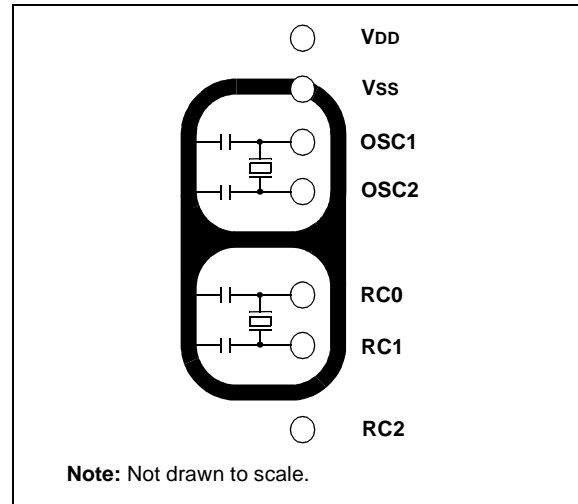 VDD
VSS
OSC1
OSC2
RC0
RC1
RC2
Note: Not drawn to scale.